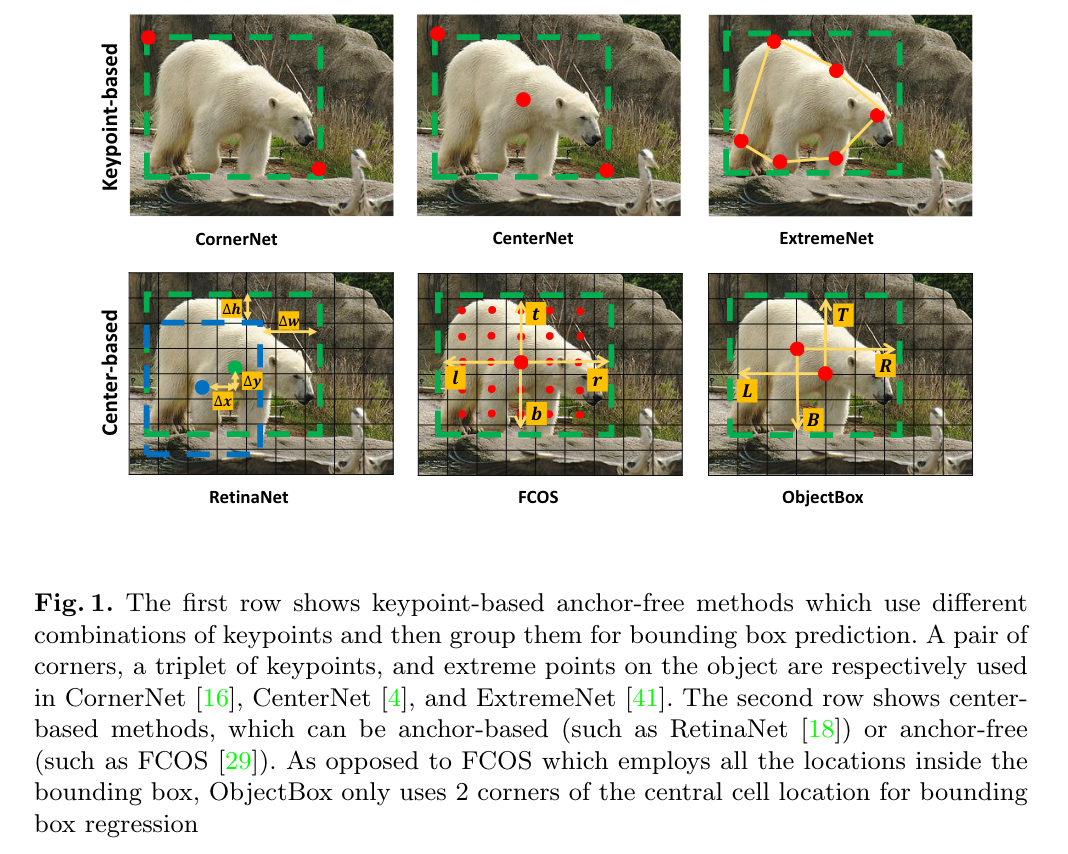 Keypoint-based
CornerNet
CenterNet
ExtremeNet
Center-based
Δh
Δw
Δy
Δx
t
l
r
b
T
R
L
B
RetinaNet
FCOS
ObjectBox
Fig. 1. The first row shows keypoint-based anchor-free methods which use different
combinations of keypoints and then group them for bounding box prediction. A pair of
corners, a triplet of keypoints, and extreme points on the object are respectively used
in CornerNet [16], CenterNet [4], and ExtremeNet [41]. The second row shows center-
based methods, which can be anchor-based (such as RetinaNet [18]) or anchor-free
(such as FCOS [29]). As opposed to FCOS which employs all the locations inside the
bounding box, ObjectBox only uses 2 corners of the central cell location for bounding
box regression